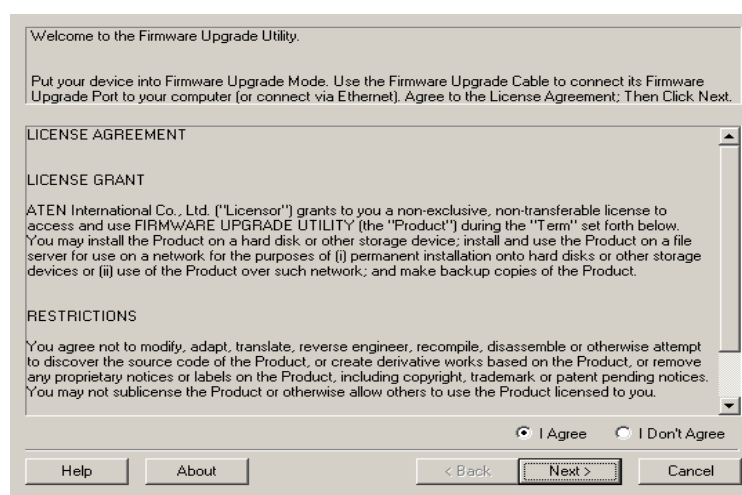 Welcome to the Firmware Upgrade Utility.
Put your device into Firmware Upgrade Mode. Use the Firmware Upgrade Cable to connect its Firmware
Upgrade Port to your computer (or connect via Ethernet). Agree to the License Agreement; Then Click Next.
LICENSE AGREEMENT
LICENSE GRANT
ATEN International Co., Ltd. ("Licensor") grants to you a non-exclusive, non-transferable license to
access and use FIRMWARE UPGRADE UTILITY (the "Product") during the "Term" set forth below.
You may install the Product on a hard disk or other storage device; install and use the Product on a file
server for use on a network for the purposes of (i) permanent installation onto hard disks or other storage
devices or (ii) use of the Product over such network; and make backup copies of the Product.
RESTRICTIONS
You agree not to modify, adapt, translate, reverse engineer, recompile, disassemble or otherwise attempt
to discover the source code of the Product, or create derivative works based on the Product, or remove
any proprietary notices or labels on the Product, including copyright, trademark or patent pending notices.
You may not sublicense the Product or otherwise allow others to use the Product licensed to you.
I Agree I Don't Agree
Help About < Back Next > Cancel